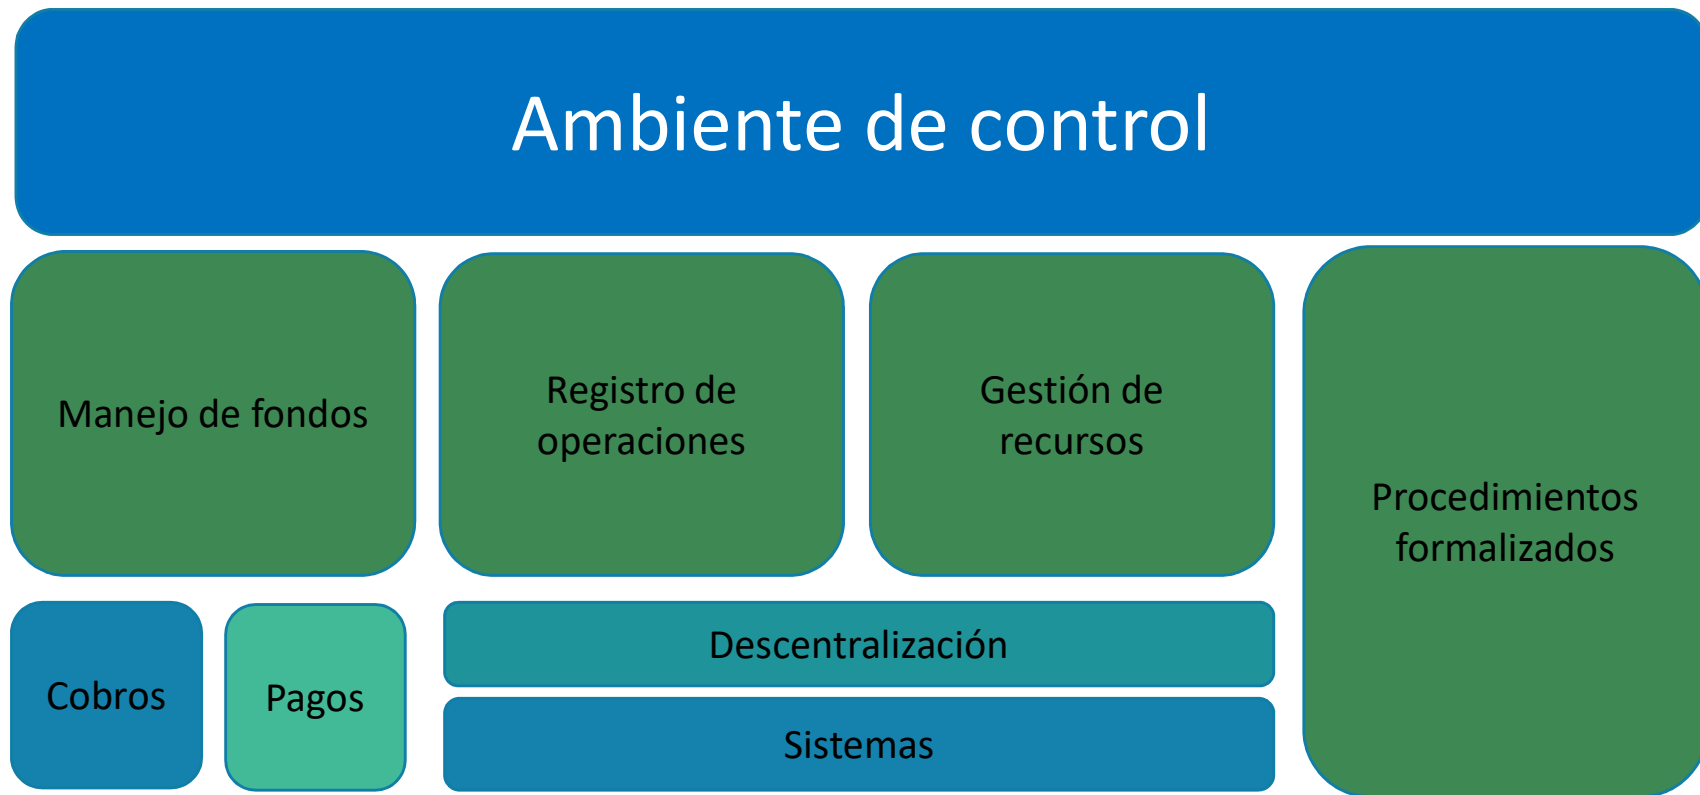 Ambiente de control
Manejo de fondos
Registro de
operaciones
Gestión de
recursos
Procedimientos
formalizados
Cobros
Pagos
Descentralización
Sistemas